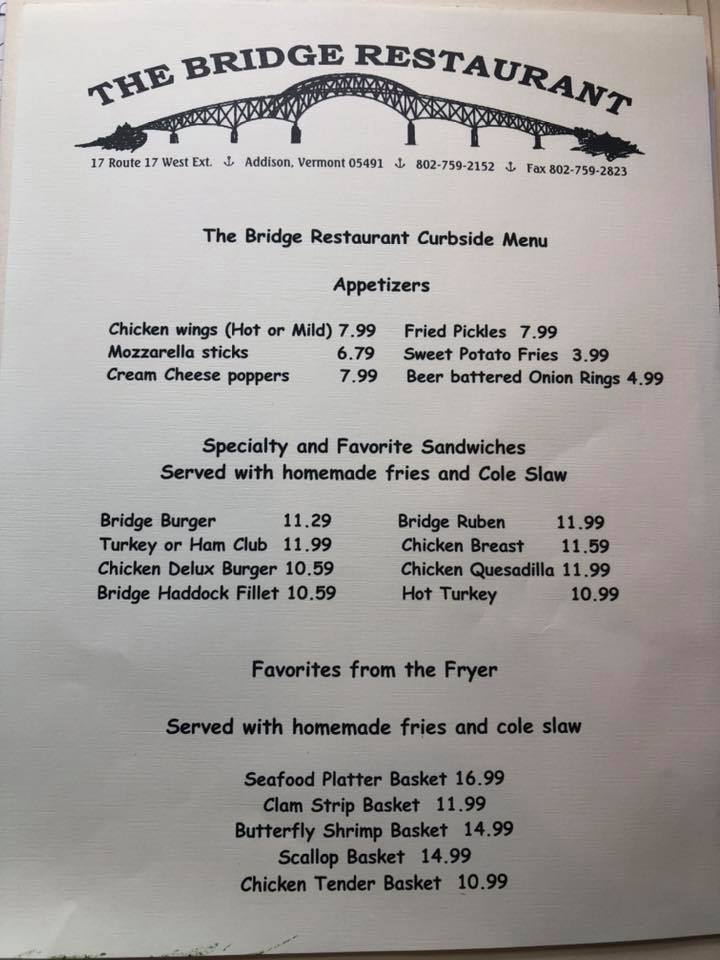 THE BRIDGE RESTAURANT
17 Route 17 West Ext. ⚓ Addison, Vermont 05491 ⚓ 802-759-2152 ⚓ Fax 802-759-2823
The Bridge Restaurant Curbside Menu
Appetizers
Chicken wings (Hot or Mild) 7.99 Fried Pickles 7.99
Mozzarella sticks 6.79 Sweet Potato Fries 3.99
Cream Cheese poppers 7.99 Beer battered Onion Rings 4.99
Specialty and Favorite Sandwiches
Served with homemade fries and Cole Slaw
Bridge Burger 11.29 Bridge Ruben 11.99
Turkey or Ham Club 11.99 Chicken Breast 11.59
Chicken Delux Burger 10.59 Chicken Quesadilla 11.99
Bridge Haddock Fillet 10.59 Hot Turkey 10.99
Favorites from the Fryer
Served with homemade fries and cole slaw
Seafood Platter Basket 16.99
Clam Strip Basket 11.99
Butterfly Shrimp Basket 14.99
Scallop Basket 14.99
Chicken Tender Basket 10.99